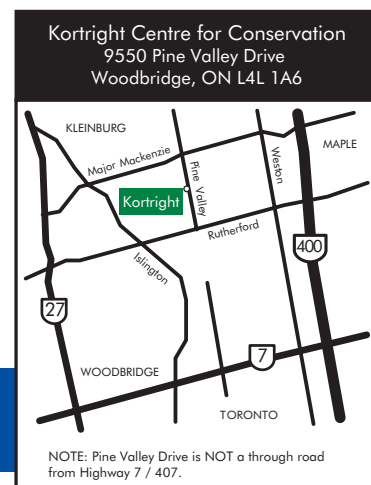 Kortright Centre for Conservation
9550 Pine Valley Drive
Woodbridge, ON L4L 1A6
KLEINBURG
MAPLE
Major Mackenzie
Pine Valley
Weston
Kortright
Rutherford
Islington
400
27
7
WOODBRIDGE
TORONTO
NOTE: Pine Valley Drive is NOT a through road
from Highway 7 / 407.